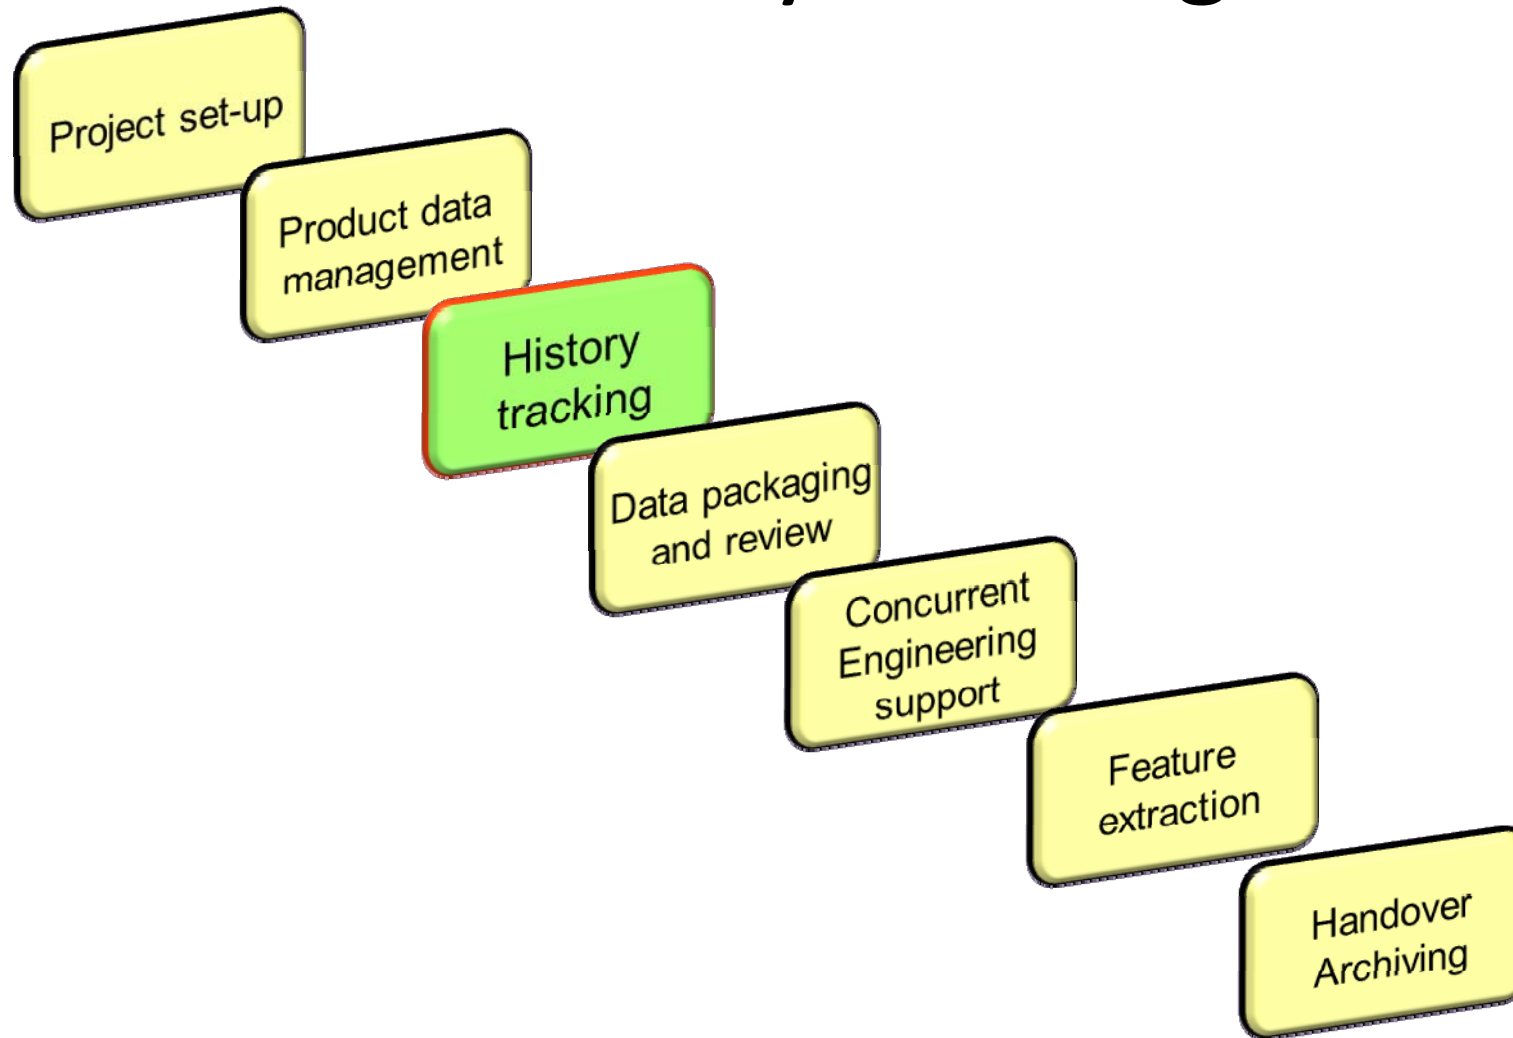 Project set-up
Product data
management
History
tracking
Data packaging
and review
Concurrent
Engineering
support
Feature
extraction
Handover
Archiving